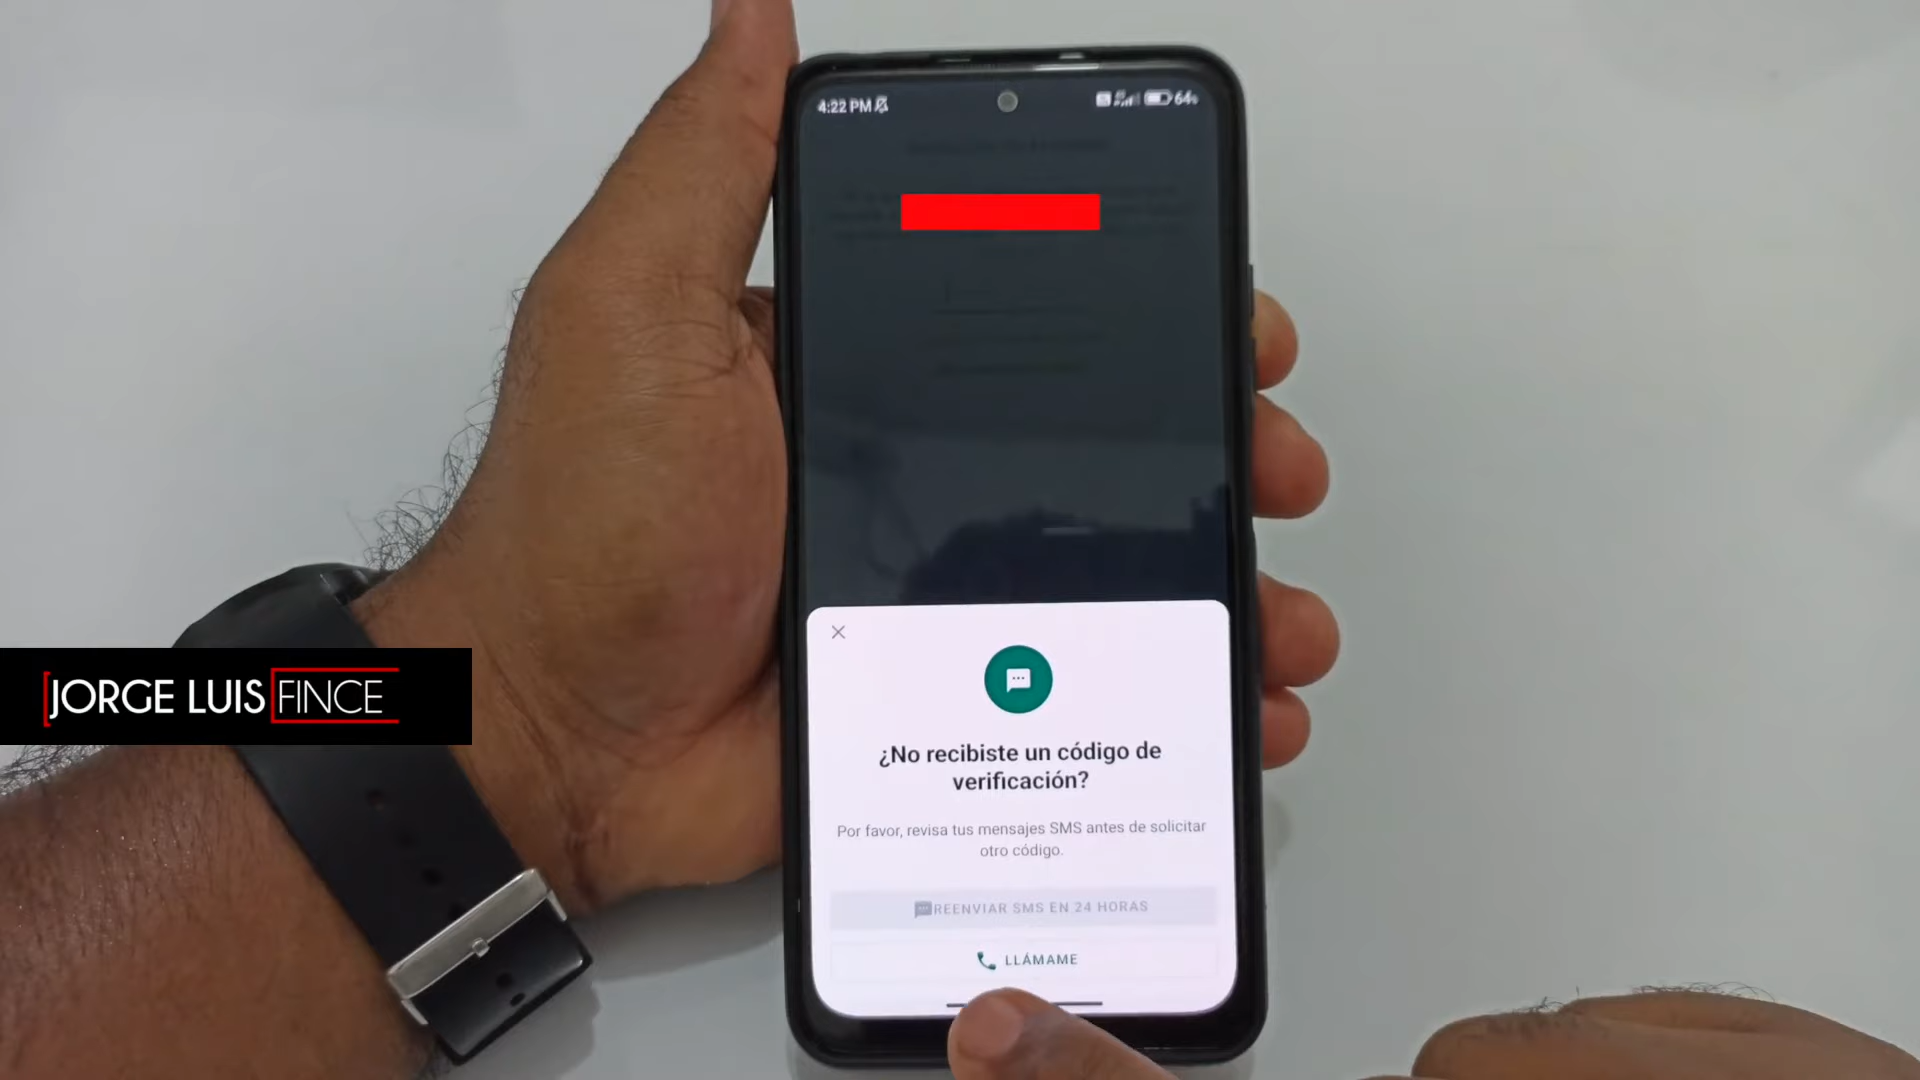 4:22 PM
64%
JORGE LUIS FINCE
¿No recibiste un código de
verificación?
Por favor, revisa tus mensajes SMS antes de solicitar
otro código.
REENVIAR SMS EN 24 HORAS
LLÁMAME